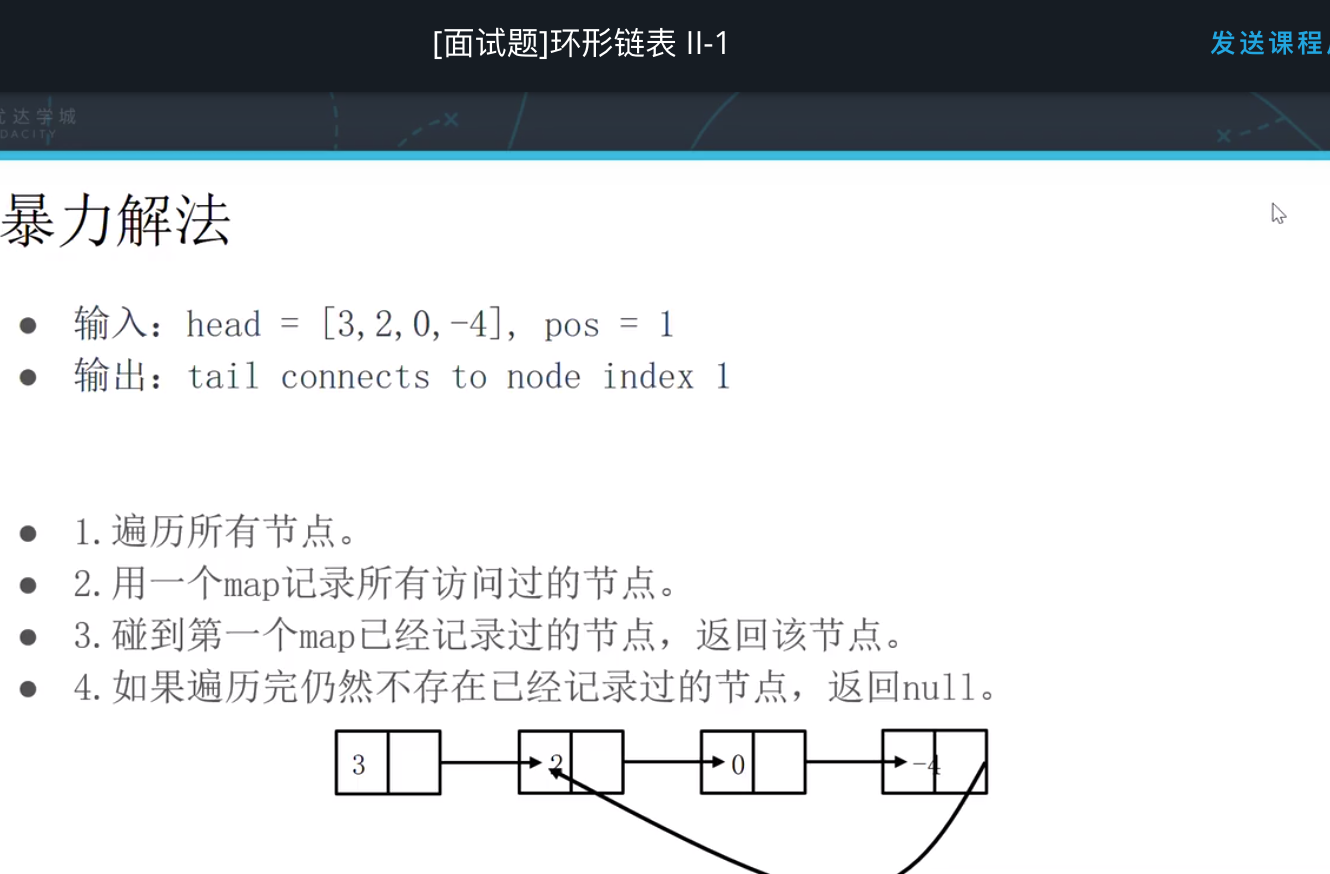 [面试题]环形链表 II-1
发送课程
达学城
DACITY
暴力解法
● 输入：head = [3,2,0,-4], pos = 1
● 输出：tail connects to node index 1
● 1.遍历所有节点。
● 2.用一个map记录所有访问过的节点。
● 3.碰到第一个map已经记录过的节点，返回该节点。
● 4.如果遍历完仍然不存在已经记录过的节点，返回null。
3 2 0 -4